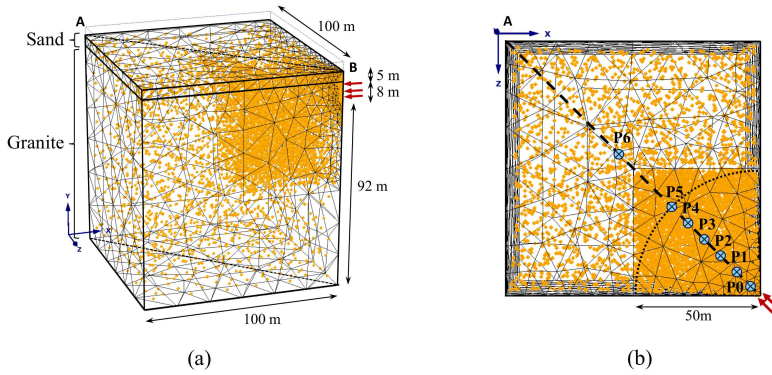 A
100 m
Sand
B
5 m
8 m
Granite
92 m
Y
X
Z
100 m
(a)
A
x
z
P6
P5
P4
P3
P2
P1
P0
50m
(b)